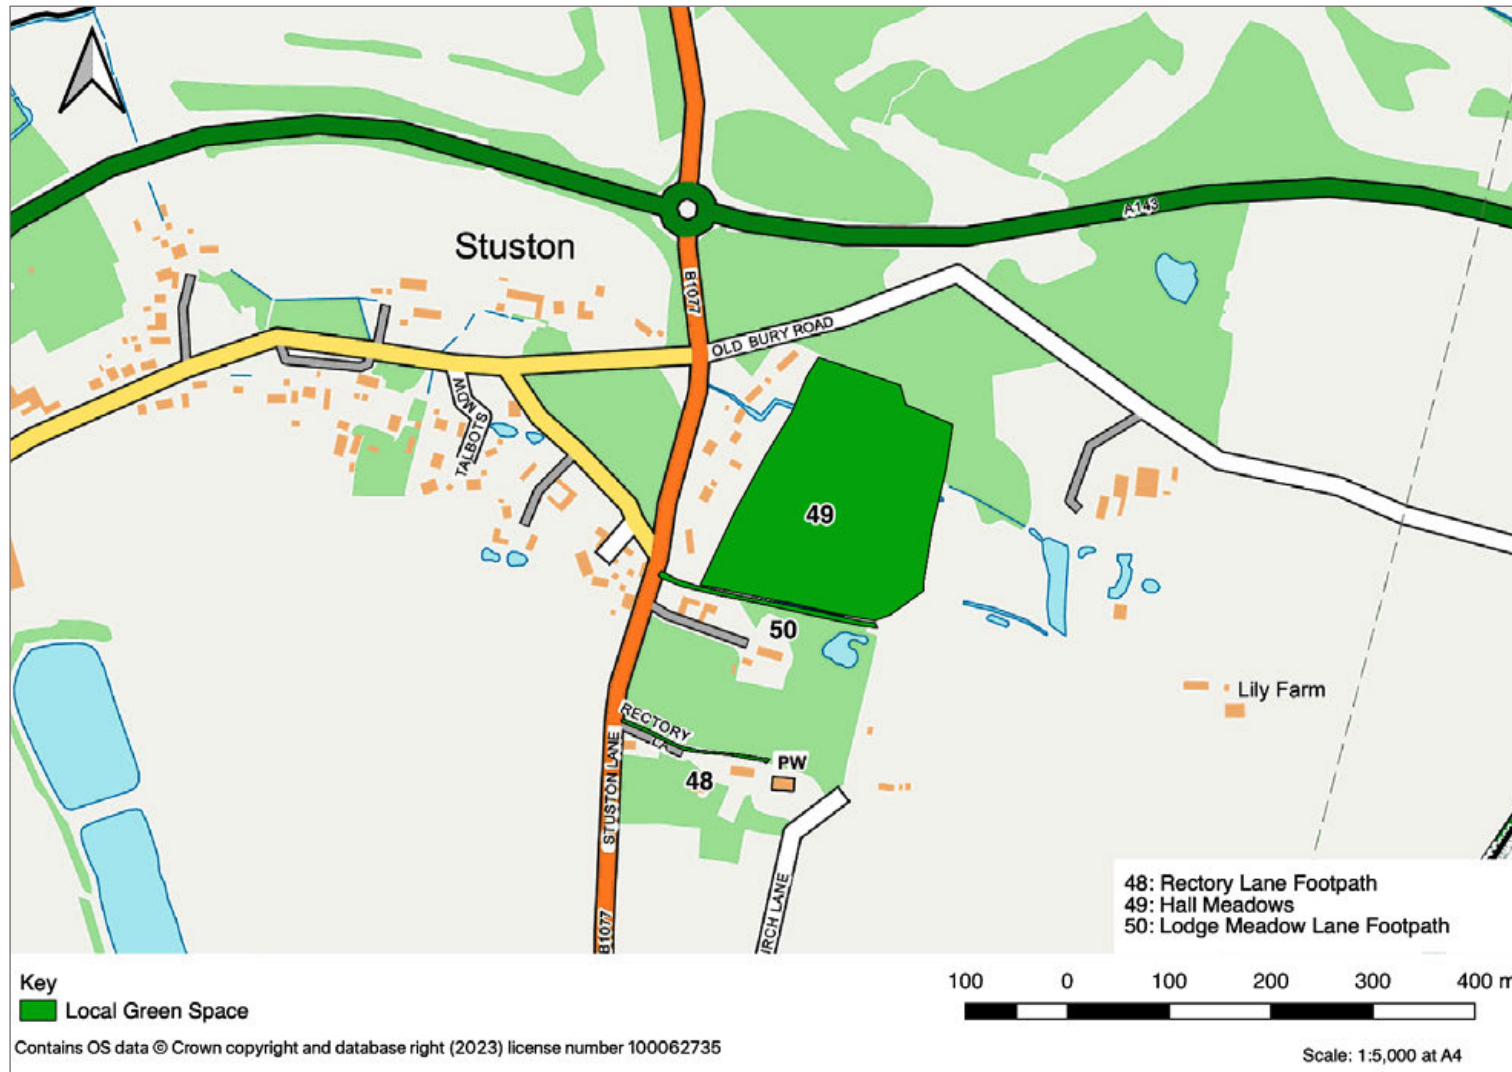 A143
Stuston
B1077
OLD BURY ROAD
TALBOTS MDW
49
50
Lily Farm
RECTORY
LA
PW
48
STUSTON LANE
B1077
IRCH LANE
48: Rectory Lane Footpath
49: Hall Meadows
50: Lodge Meadow Lane Footpath
Key
Local Green Space
100 0 100 200 300 400 m
Contains OS data © Crown copyright and database right (2023) license number 100062735
Scale: 1:5,000 at A4